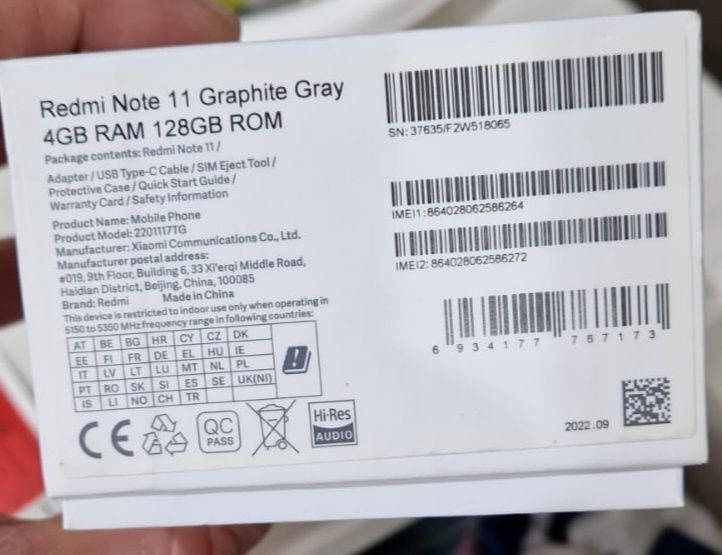 Redmi Note 11 Graphite Gray
4GB RAM 128GB ROM
Package contents: Redmi Note 11 /
Adapter / USB Type-C Cable / SIM Eject Tool /
Protective Case / Quick Start Guide /
Warranty Card / Safety Information
Product Name: Mobile Phone
Product Model: 2201117TG
Manufacturer: Xiaomi Communications Co., Ltd.
Manufacturer postal address:
#019, 9th Floor, Building 6, 33 Xi'erqi Middle Road,
Haidian District, Beijing, China, 100085
Brand: Redmi Made in China
This device is restricted to indoor use only when operating in
5150 to 5350 MHz frequency range in following countries:
AT BE BG HR CY CZ DK
EE FI FR DE EL HU IE
IT LV LT LU MT NL PL
PT RO SK SI ES SE UK(NI)
IS LI NO CH TR
CE
QC
PASS
Hi-Res
AUDIO
SN: 37635/F2W518065
IMEI1: 864028062586264
IMEI2: 864028062586272
6 934177 767173
2022.09